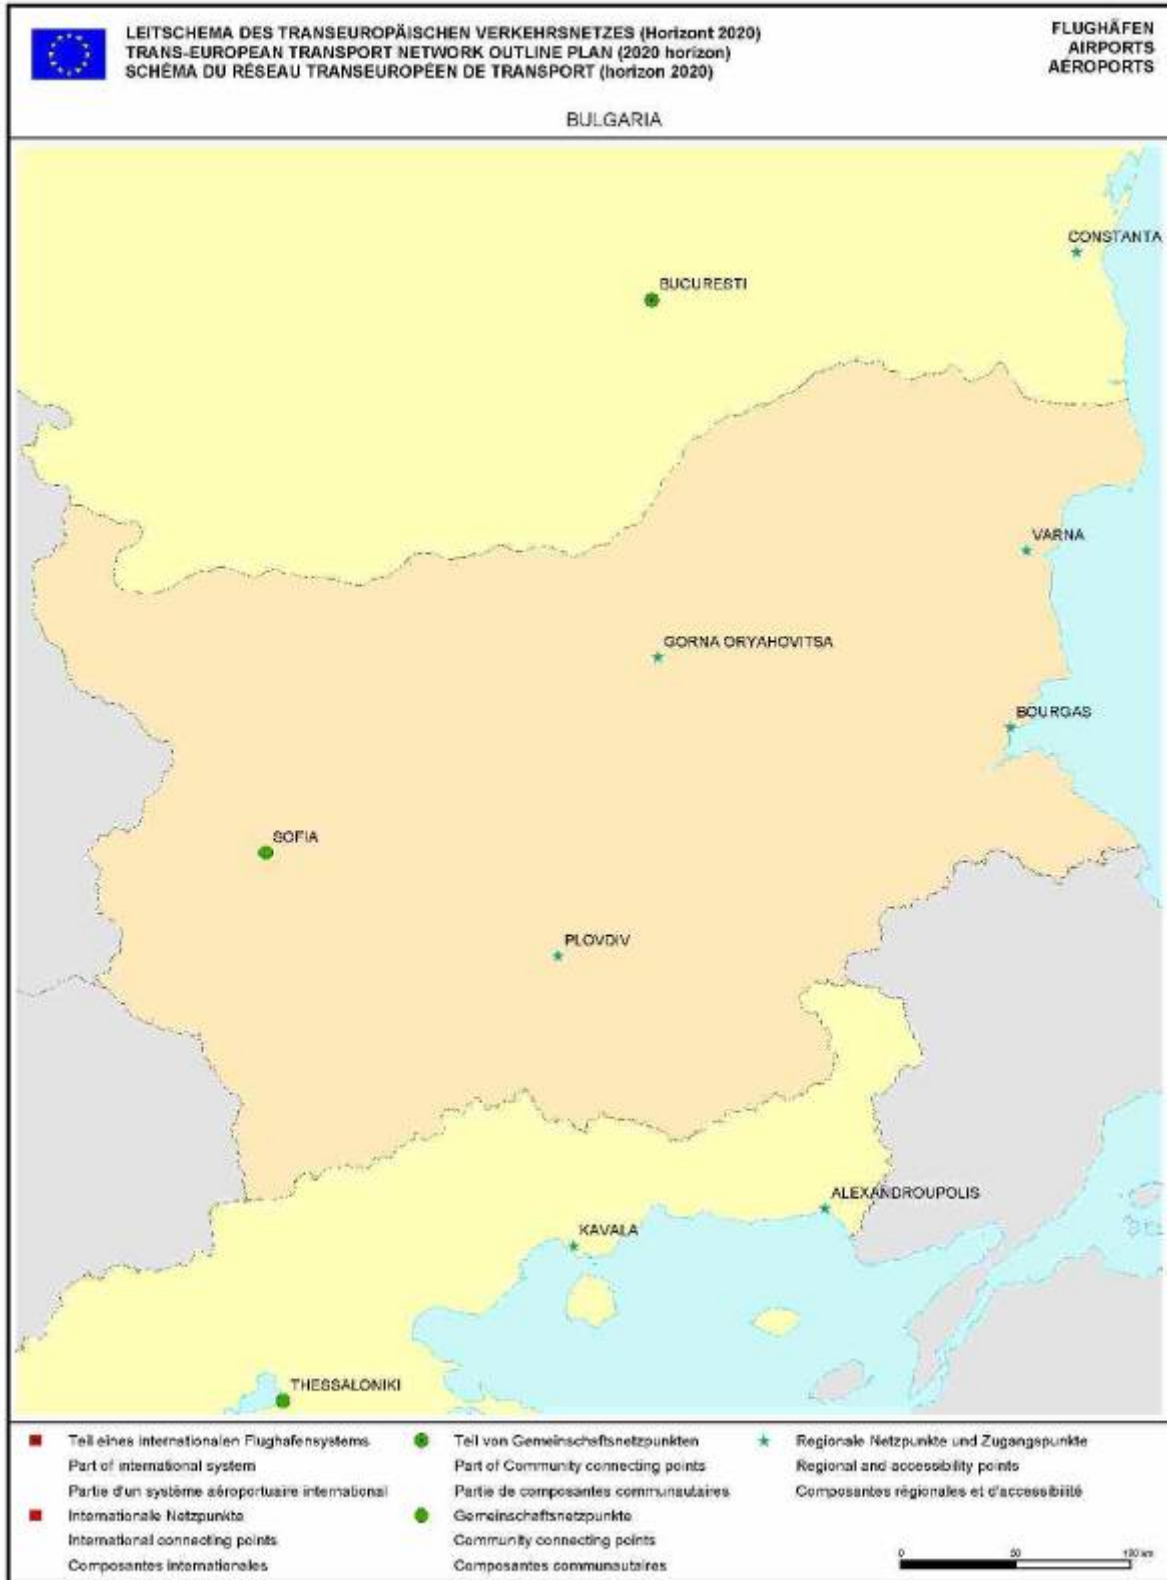 LEITSCHEMA DES TRANSEUROPÄISCHEN VERKEHRSNETZES (Horizont 2020)
TRANS-EUROPEAN TRANSPORT NETWORK OUTLINE PLAN (2020 horizon)
SCHÉMA DU RÉSEAU TRANSEUROPÉEN DE TRANSPORT (horizon 2020)
FLUGHÄFEN
AIRPORTS
AÉROPORTS
BULGARIA
CONSTANTA
BUCURESTI
VARNA
GORNA ORYAHOVITSA
BOURGAS
SOFIA
PLOVDIV
ALEXANDROUPOLIS
KAVALA
THESSALONIKI
Teil eines internationalen Flughafensystems
Part of international system
Partie d'un système aéroportuaire international
Internationale Netzpunkte
International connecting points
Composantes internationales
Teil von Gemeinschaftsnetzpunkten
Part of Community connecting points
Partie de composantes communautaires
Gemeinschaftsnetzpunkte
Community connecting points
Composantes communautaires
Regionale Netzpunkte und Zugangspunkte
Regional and accessibility points
Composantes régionales et d'accessibilité
0 50 100 km